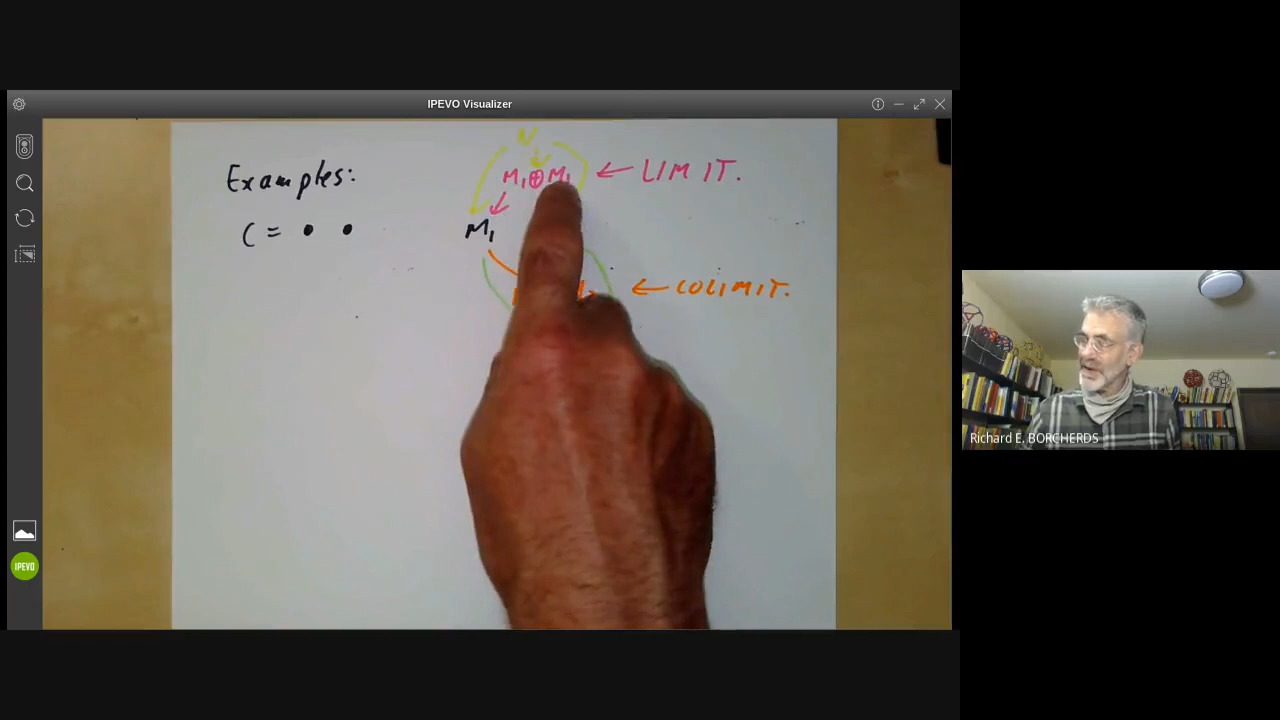 IPEVO Visualizer
N
Examples: M₁⊕M₁ ← LIMIT.
C = • • M₁
← COLIMIT.
Richard E. BORCHERDS
IPEVO